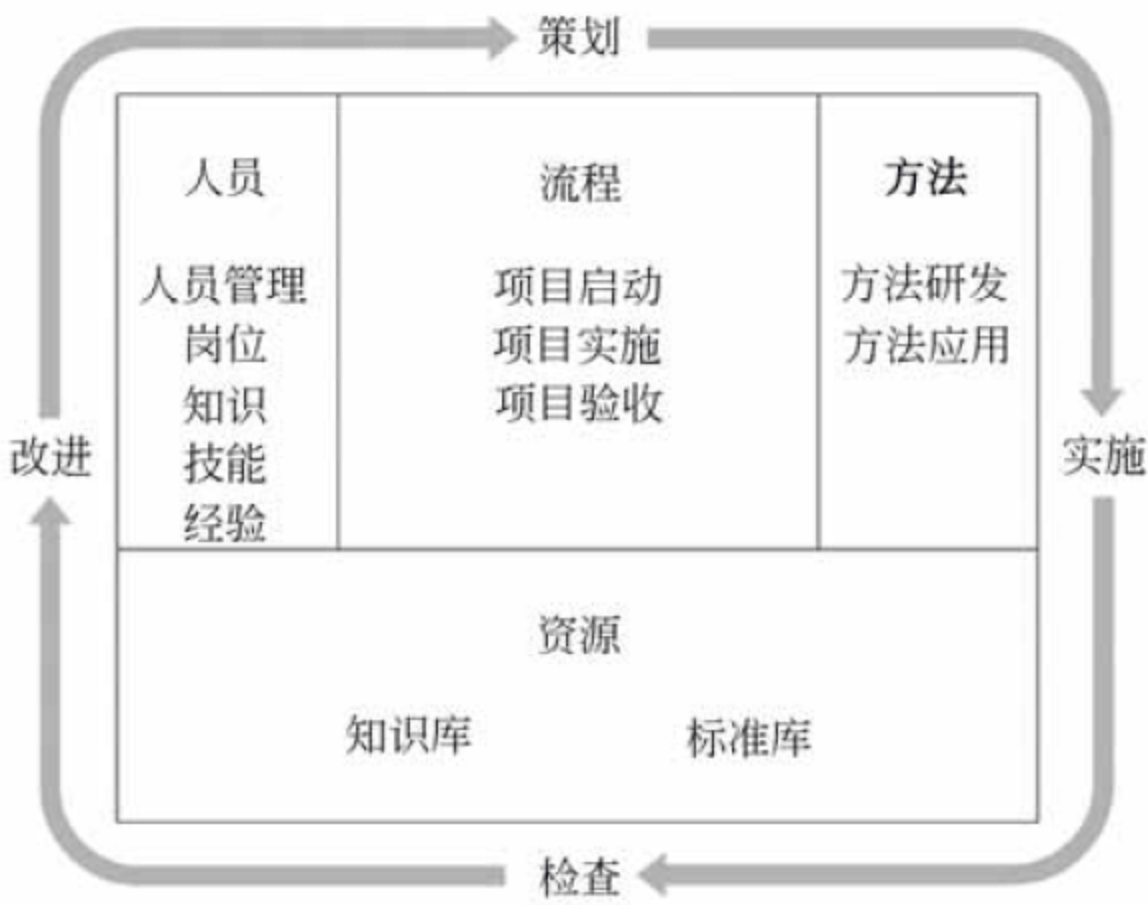 策划
人员
人员管理
岗位
知识
技能
经验
流程
项目启动
项目实施
项目验收
方法
方法研发
方法应用
改进
实施
资源
知识库
标准库
检查